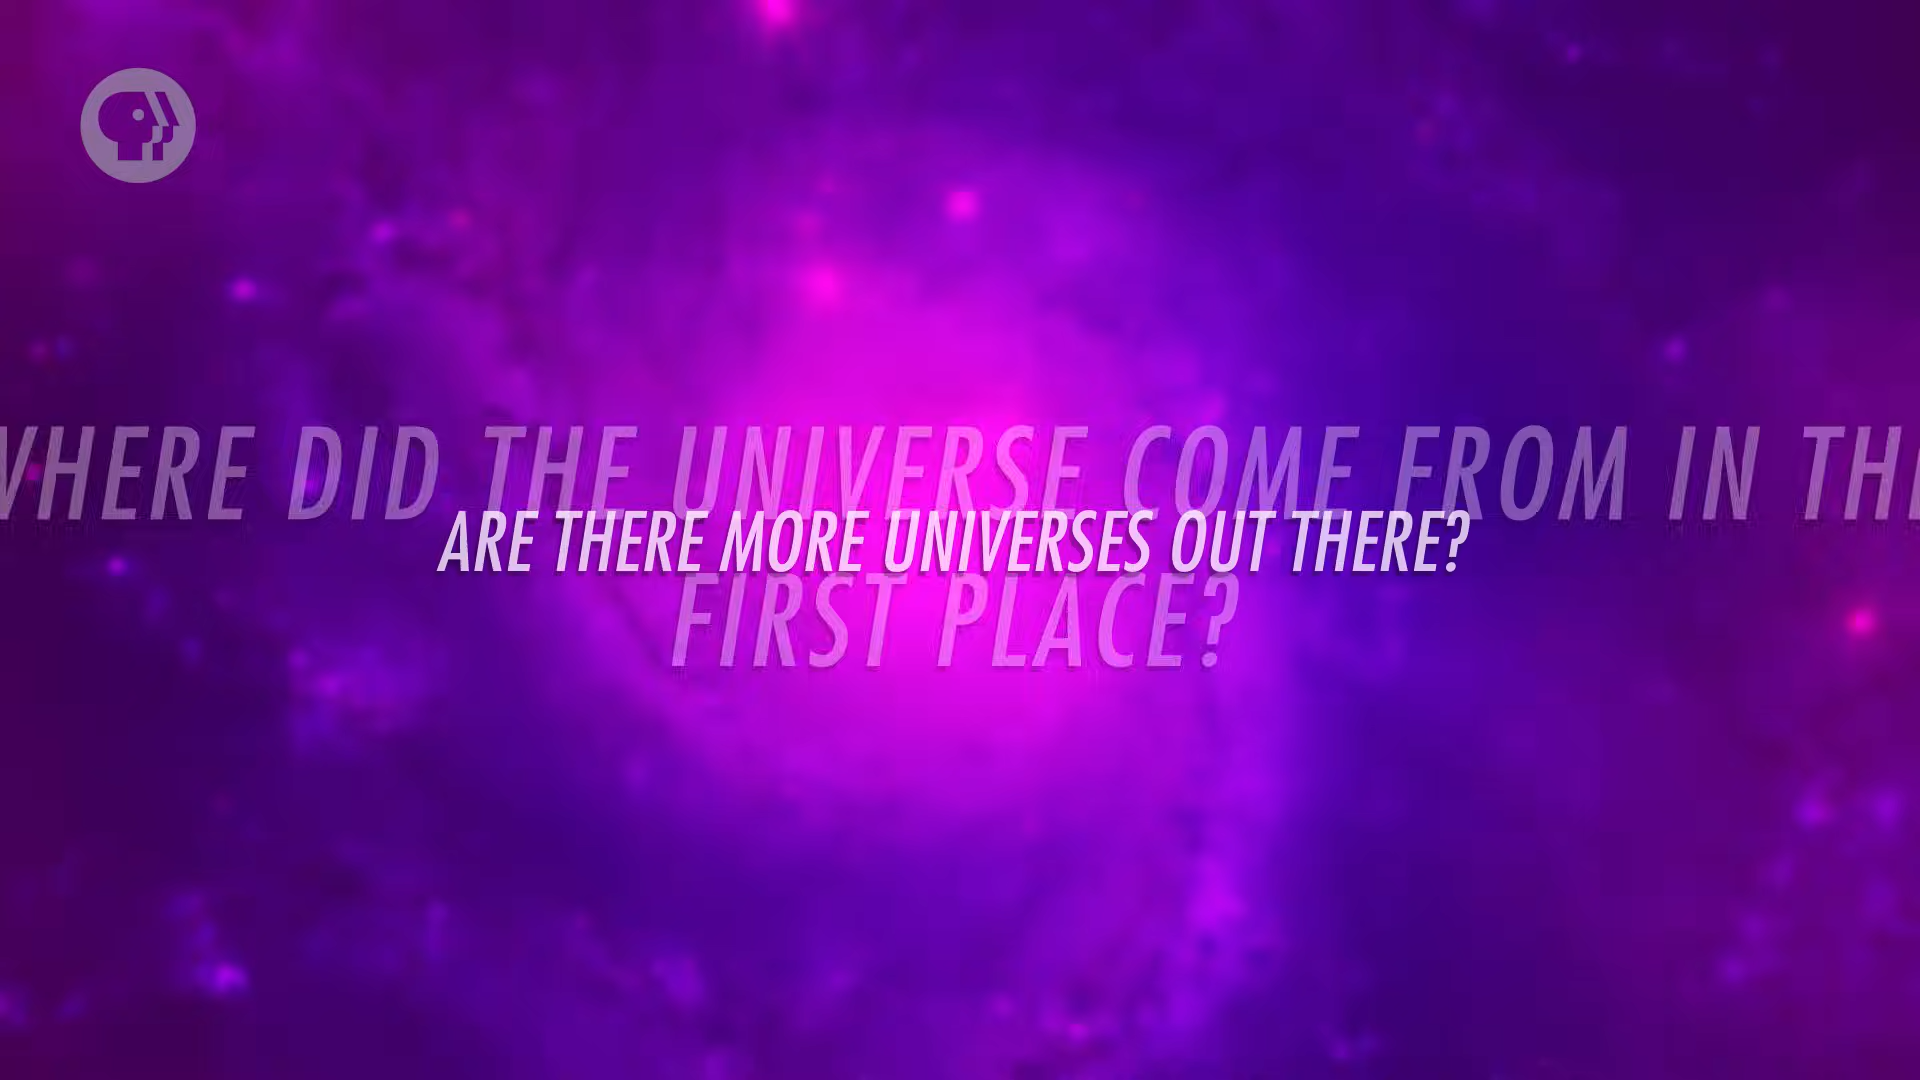 WHERE DID THE UNIVERSE COME FROM IN THE
ARE THERE MORE UNIVERSES OUT THERE?
FIRST PLACE?